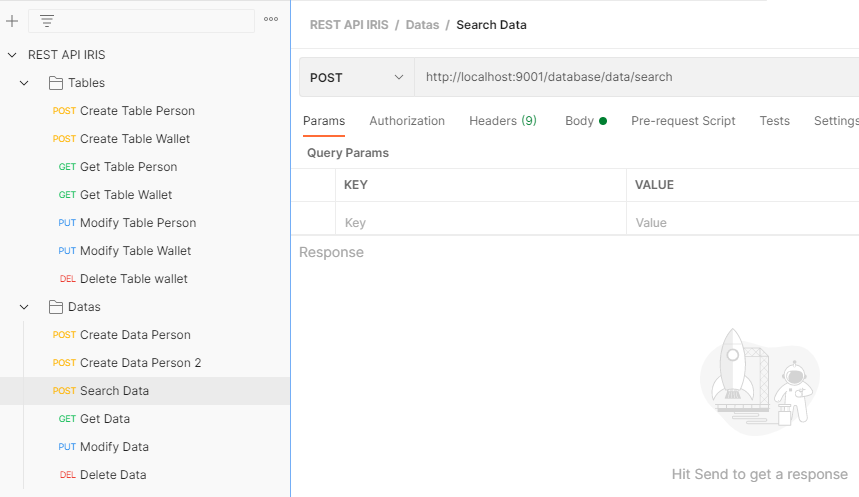 REST API IRIS
Tables
POST Create Table Person
POST Create Table Wallet
GET Get Table Person
GET Get Table Wallet
PUT Modify Table Person
PUT Modify Table Wallet
DEL Delete Table wallet
Datas
POST Create Data Person
POST Create Data Person 2
POST Search Data
GET Get Data
PUT Modify Data
DEL Delete Data
REST API IRIS / Datas / Search Data
POST http://localhost:9001/database/data/search
Params Authorization Headers (9) Body Pre-request Script Tests Settings
Query Params
KEY VALUE
Key Value
Response
Hit Send to get a response